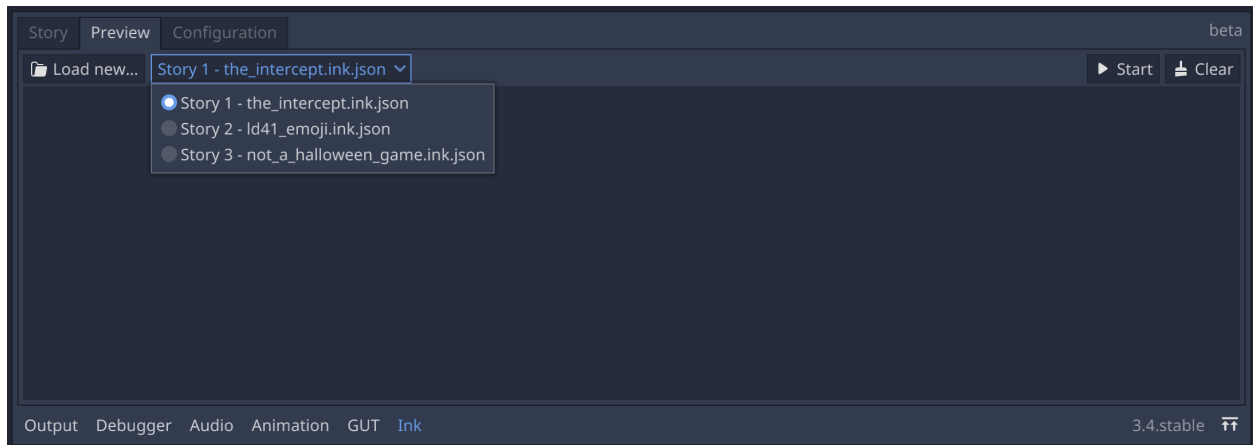 Story Preview Configuration beta
Load new... Story 1 - the_intercept.ink.json Start Clear
Story 1 - the_intercept.ink.json
Story 2 - ld41_emoji.ink.json
Story 3 - not_a_halloween_game.ink.json
Output Debugger Audio Animation GUT Ink 3.4.stable